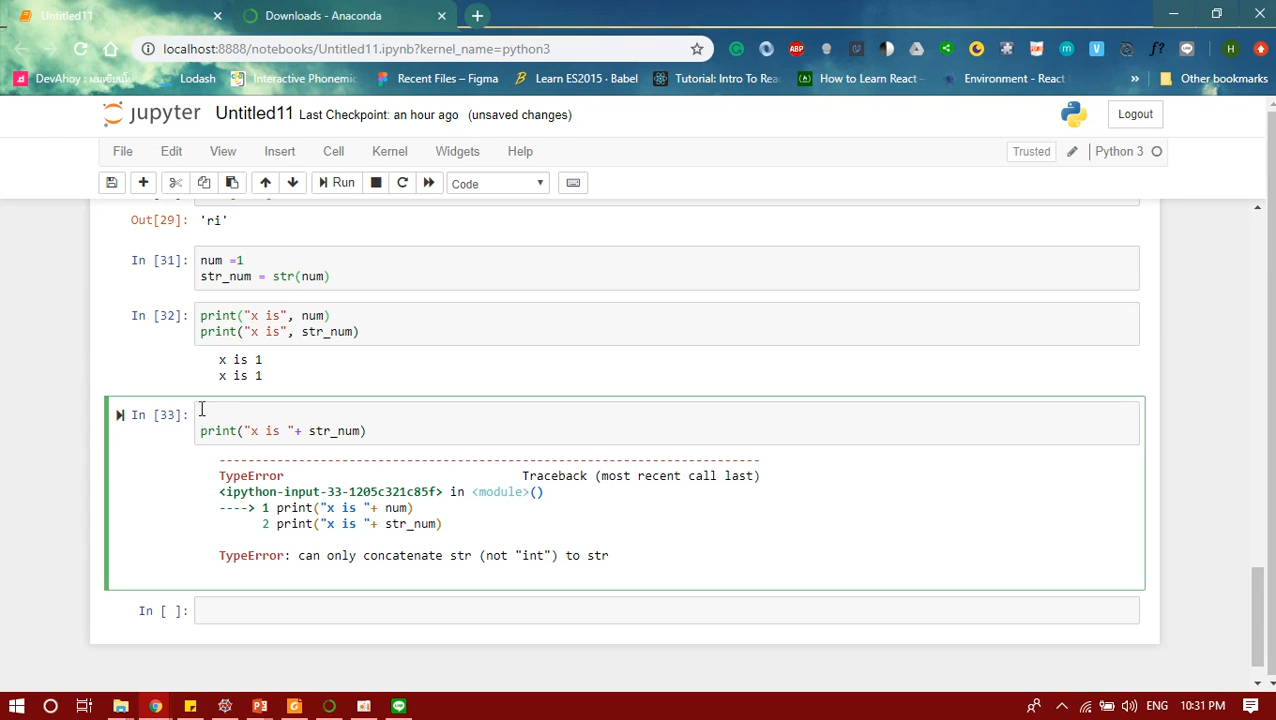 Untitled11
Downloads - Anaconda
localhost:8888/notebooks/Untitled11.ipynb?kernel_name=python3
ABP
f?
H
DevAhoy :
Lodash
Interactive Phonemic
Recent Files – Figma
Learn ES2015 · Babel
Tutorial: Intro To Re
How to Learn React –
Environment - React
»
Other bookmarks
jupyter Untitled11 Last Checkpoint: an hour ago (unsaved changes)
Logout
File Edit View Insert Cell Kernel Widgets Help
Trusted
Python 3
Run
Code
Out[29]: 'ri'
In [31]: num =1
str_num = str(num)
In [32]: print("x is", num)
print("x is", str_num)
x is 1
x is 1
In [33]:
print("x is "+ str_num)
---------------------------------------------------------------------------
TypeError Traceback (most recent call last)
<ipython-input-33-1205c321c85f> in <module>()
----> 1 print("x is "+ num)
2 print("x is "+ str_num)
TypeError: can only concatenate str (not "int") to str
In [ ]:
ENG 10:31 PM